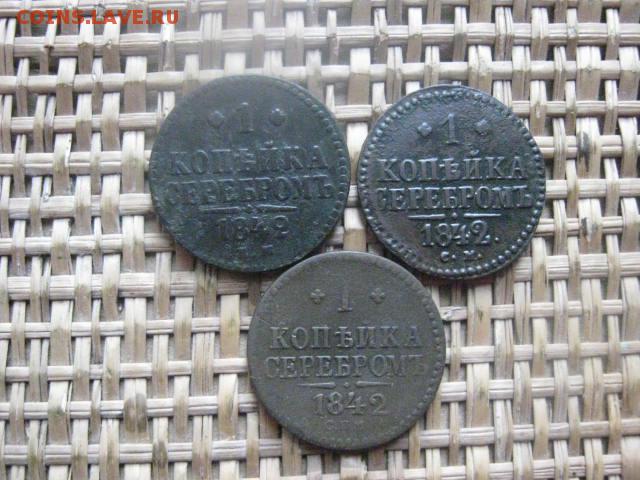 COINS.LAVE.RU
1
КОПѢЙКА
СЕРЕБРОМЪ
1842
1
КОПѢЙКА
СЕРЕБРОМЪ
1842.
С.М.
1
КОПѢЙКА
СЕРЕБРОМЪ
1842